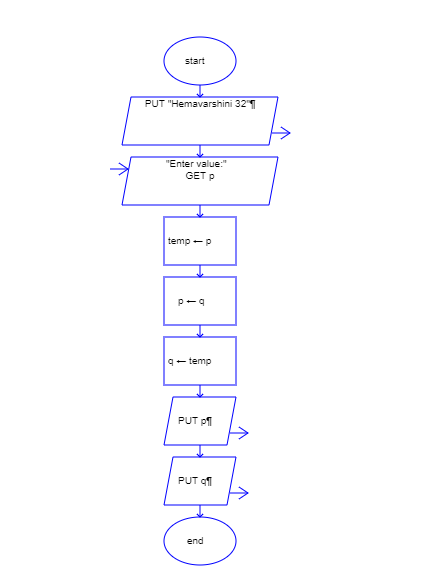 start
PUT "Hemavarshini 32"¶
"Enter value:"
GET p
temp ← p
p ← q
q ← temp
PUT p¶
PUT q¶
end